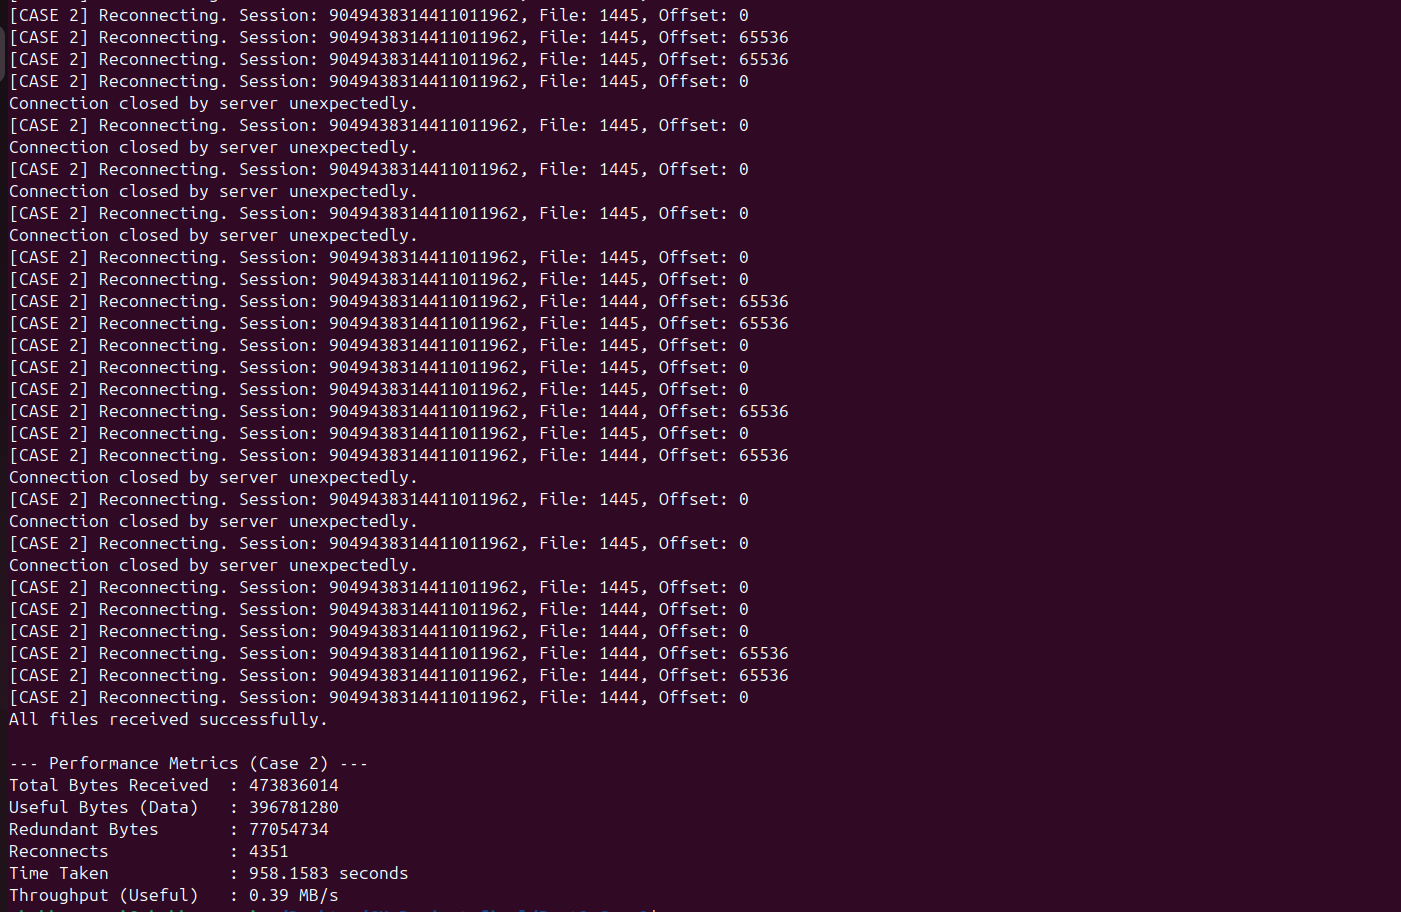 [CASE 2] Reconnecting. Session: 9049438314411011962, File: 1445, Offset: 0
[CASE 2] Reconnecting. Session: 9049438314411011962, File: 1445, Offset: 65536
[CASE 2] Reconnecting. Session: 9049438314411011962, File: 1445, Offset: 65536
[CASE 2] Reconnecting. Session: 9049438314411011962, File: 1445, Offset: 0
Connection closed by server unexpectedly.
[CASE 2] Reconnecting. Session: 9049438314411011962, File: 1445, Offset: 0
Connection closed by server unexpectedly.
[CASE 2] Reconnecting. Session: 9049438314411011962, File: 1445, Offset: 0
Connection closed by server unexpectedly.
[CASE 2] Reconnecting. Session: 9049438314411011962, File: 1445, Offset: 0
Connection closed by server unexpectedly.
[CASE 2] Reconnecting. Session: 9049438314411011962, File: 1445, Offset: 0
[CASE 2] Reconnecting. Session: 9049438314411011962, File: 1445, Offset: 0
[CASE 2] Reconnecting. Session: 9049438314411011962, File: 1444, Offset: 65536
[CASE 2] Reconnecting. Session: 9049438314411011962, File: 1445, Offset: 65536
[CASE 2] Reconnecting. Session: 9049438314411011962, File: 1445, Offset: 0
[CASE 2] Reconnecting. Session: 9049438314411011962, File: 1445, Offset: 0
[CASE 2] Reconnecting. Session: 9049438314411011962, File: 1445, Offset: 0
[CASE 2] Reconnecting. Session: 9049438314411011962, File: 1444, Offset: 65536
[CASE 2] Reconnecting. Session: 9049438314411011962, File: 1445, Offset: 0
[CASE 2] Reconnecting. Session: 9049438314411011962, File: 1444, Offset: 65536
Connection closed by server unexpectedly.
[CASE 2] Reconnecting. Session: 9049438314411011962, File: 1445, Offset: 0
Connection closed by server unexpectedly.
[CASE 2] Reconnecting. Session: 9049438314411011962, File: 1445, Offset: 0
Connection closed by server unexpectedly.
[CASE 2] Reconnecting. Session: 9049438314411011962, File: 1445, Offset: 0
[CASE 2] Reconnecting. Session: 9049438314411011962, File: 1444, Offset: 0
[CASE 2] Reconnecting. Session: 9049438314411011962, File: 1444, Offset: 0
[CASE 2] Reconnecting. Session: 9049438314411011962, File: 1444, Offset: 65536
[CASE 2] Reconnecting. Session: 9049438314411011962, File: 1444, Offset: 65536
[CASE 2] Reconnecting. Session: 9049438314411011962, File: 1444, Offset: 0
All files received successfully.
--- Performance Metrics (Case 2) ---
Total Bytes Received : 473836014
Useful Bytes (Data) : 396781280
Redundant Bytes : 77054734
Reconnects : 4351
Time Taken : 958.1583 seconds
Throughput (Useful) : 0.39 MB/s